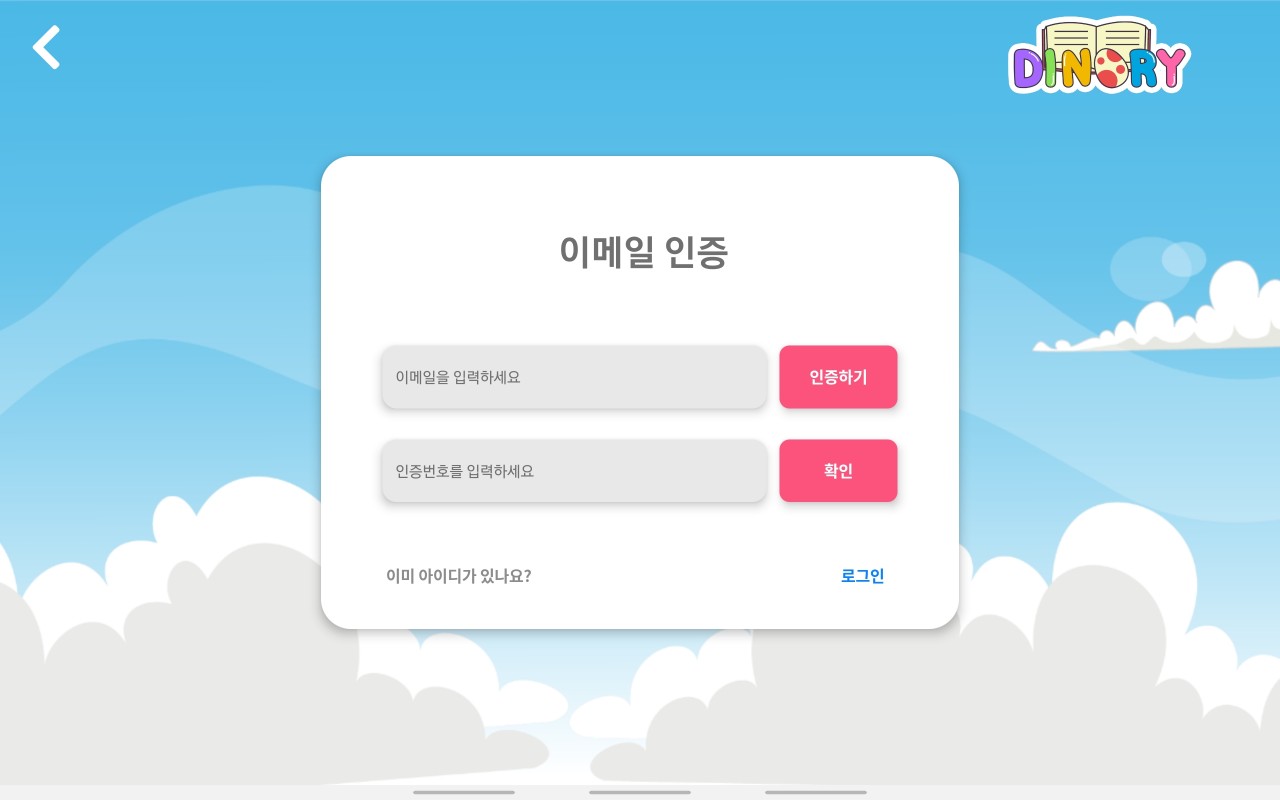 DINORY
이메일 인증
이메일을 입력하세요
인증하기
인증번호를 입력하세요
확인
이미 아이디가 있나요?
로그인